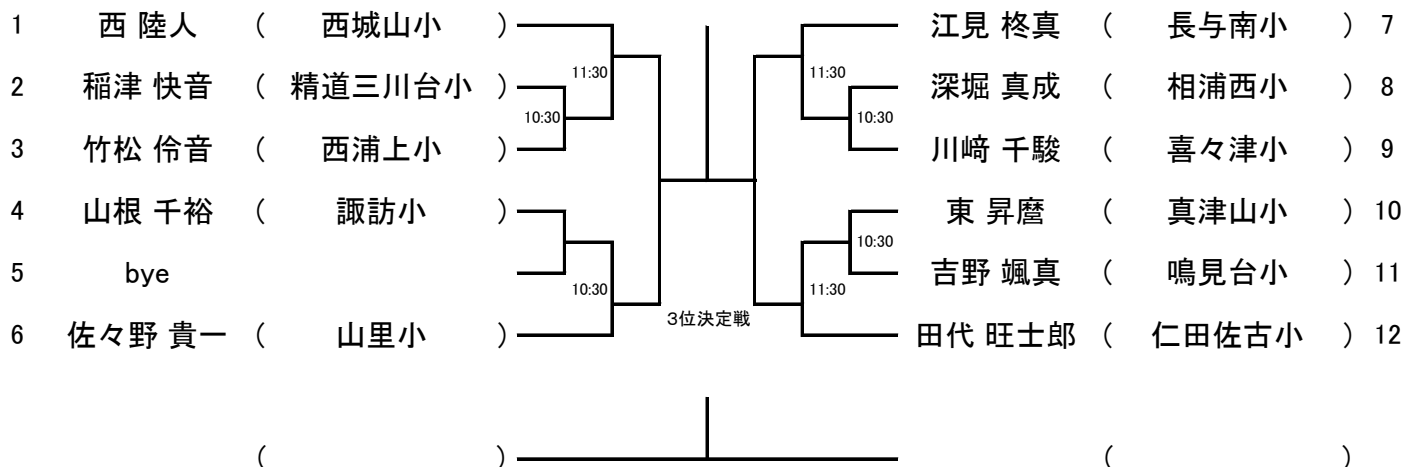 1 西 陸人 ( 西城山小 ) 江見 柊真 ( 長与南小 ) 7
11:30 11:30
2 稲津 快音 ( 精道三川台小 ) 深堀 真成 ( 相浦西小 ) 8
10:30 10:30
3 竹松 伶音 ( 西浦上小 ) 川﨑 千駿 ( 喜々津小 ) 9
4 山根 千裕 ( 諏訪小 ) 東 昇麿 ( 真津山小 ) 10
10:30
5 bye 吉野 颯真 ( 鳴見台小 ) 11
10:30 11:30
3位決定戦
6 佐々野 貴一 ( 山里小 ) 田代 旺士郎 ( 仁田佐古小 ) 12
( ) ( )